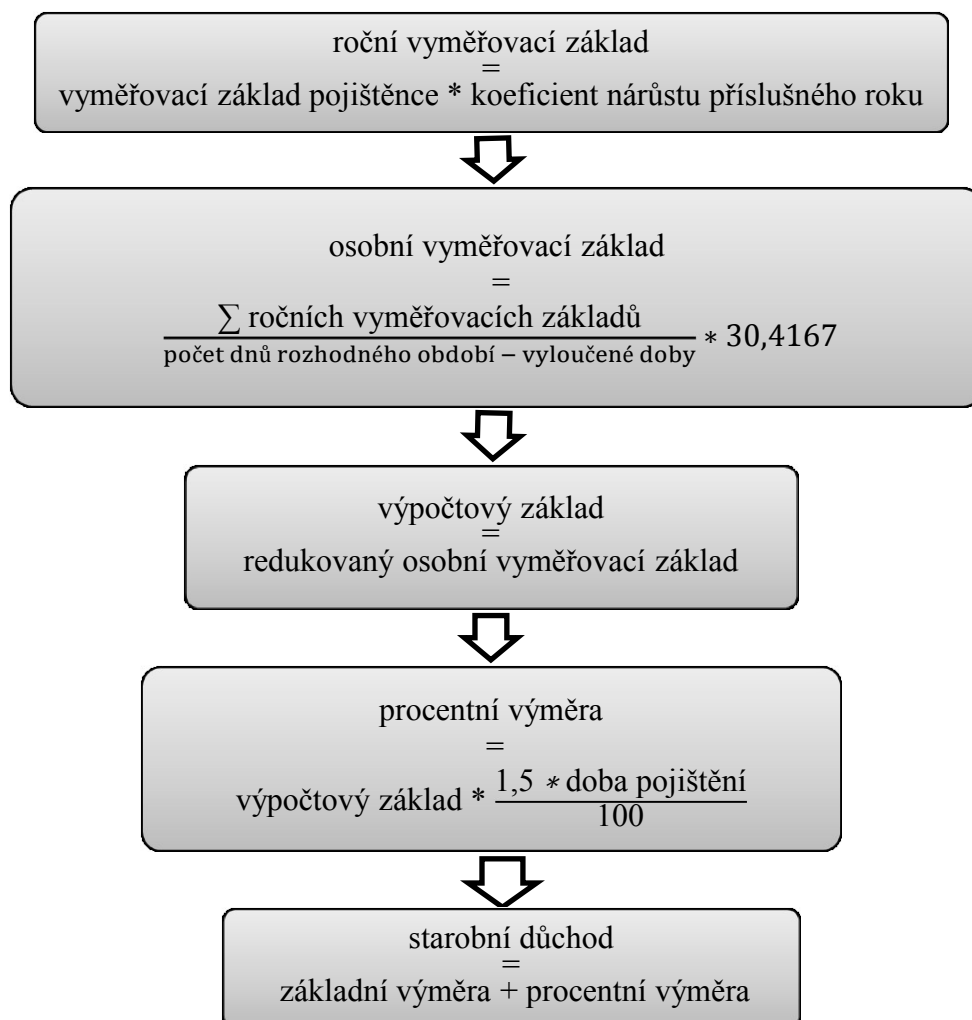 roční vyměřovací základ
=
vyměřovací základ pojištěnce * koeficient nárůstu příslušného roku
osobní vyměřovací základ
=
∑ ročních vyměřovacích základů
počet dnů rozhodného období − vyloučené doby
∗ 30,4167
výpočtový základ
=
redukovaný osobní vyměřovací základ
procentní výměra
=
výpočtový základ *
1,5 ∗ doba pojištění
100
starobní důchod
=
základní výměra + procentní výměra